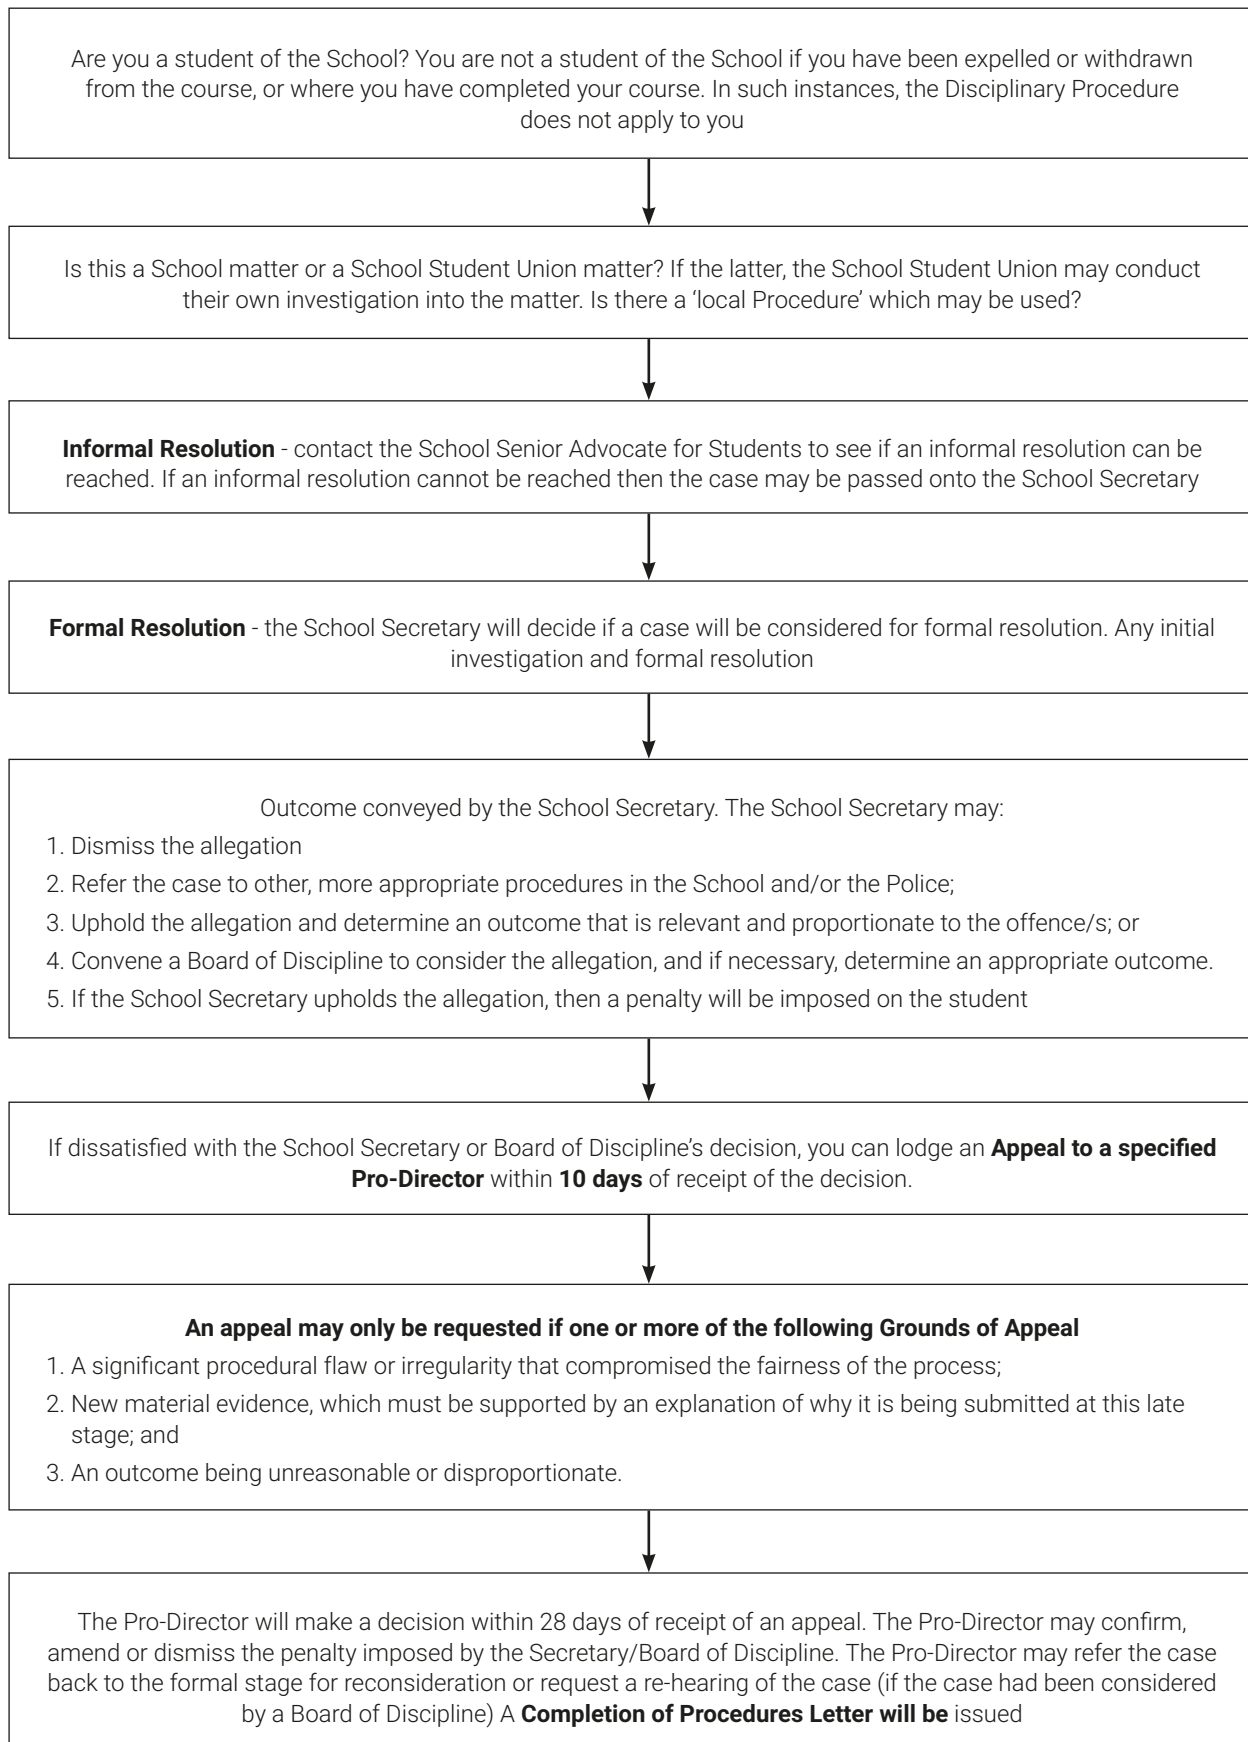 Are you a student of the School? You are not a student of the School if you have been expelled or withdrawn
from the course, or where you have completed your course. In such instances, the Disciplinary Procedure
does not apply to you
Is this a School matter or a School Student Union matter? If the latter, the School Student Union may conduct
their own investigation into the matter. Is there a ‘local Procedure’ which may be used?
Informal Resolution - contact the School Senior Advocate for Students to see if an informal resolution can be
reached. If an informal resolution cannot be reached then the case may be passed onto the School Secretary
Formal Resolution - the School Secretary will decide if a case will be considered for formal resolution. Any initial
investigation and formal resolution
Outcome conveyed by the School Secretary. The School Secretary may:
1. Dismiss the allegation
2. Refer the case to other, more appropriate procedures in the School and/or the Police;
3. Uphold the allegation and determine an outcome that is relevant and proportionate to the offence/s; or
4. Convene a Board of Discipline to consider the allegation, and if necessary, determine an appropriate outcome.
5. If the School Secretary upholds the allegation, then a penalty will be imposed on the student
If dissatisfied with the School Secretary or Board of Discipline’s decision, you can lodge an Appeal to a specified
Pro-Director within 10 days of receipt of the decision.
An appeal may only be requested if one or more of the following Grounds of Appeal
1. A significant procedural flaw or irregularity that compromised the fairness of the process;
2. New material evidence, which must be supported by an explanation of why it is being submitted at this late
stage; and
3. An outcome being unreasonable or disproportionate.
The Pro-Director will make a decision within 28 days of receipt of an appeal. The Pro-Director may confirm,
amend or dismiss the penalty imposed by the Secretary/Board of Discipline. The Pro-Director may refer the case
back to the formal stage for reconsideration or request a re-hearing of the case (if the case had been considered
by a Board of Discipline) A Completion of Procedures Letter will be issued